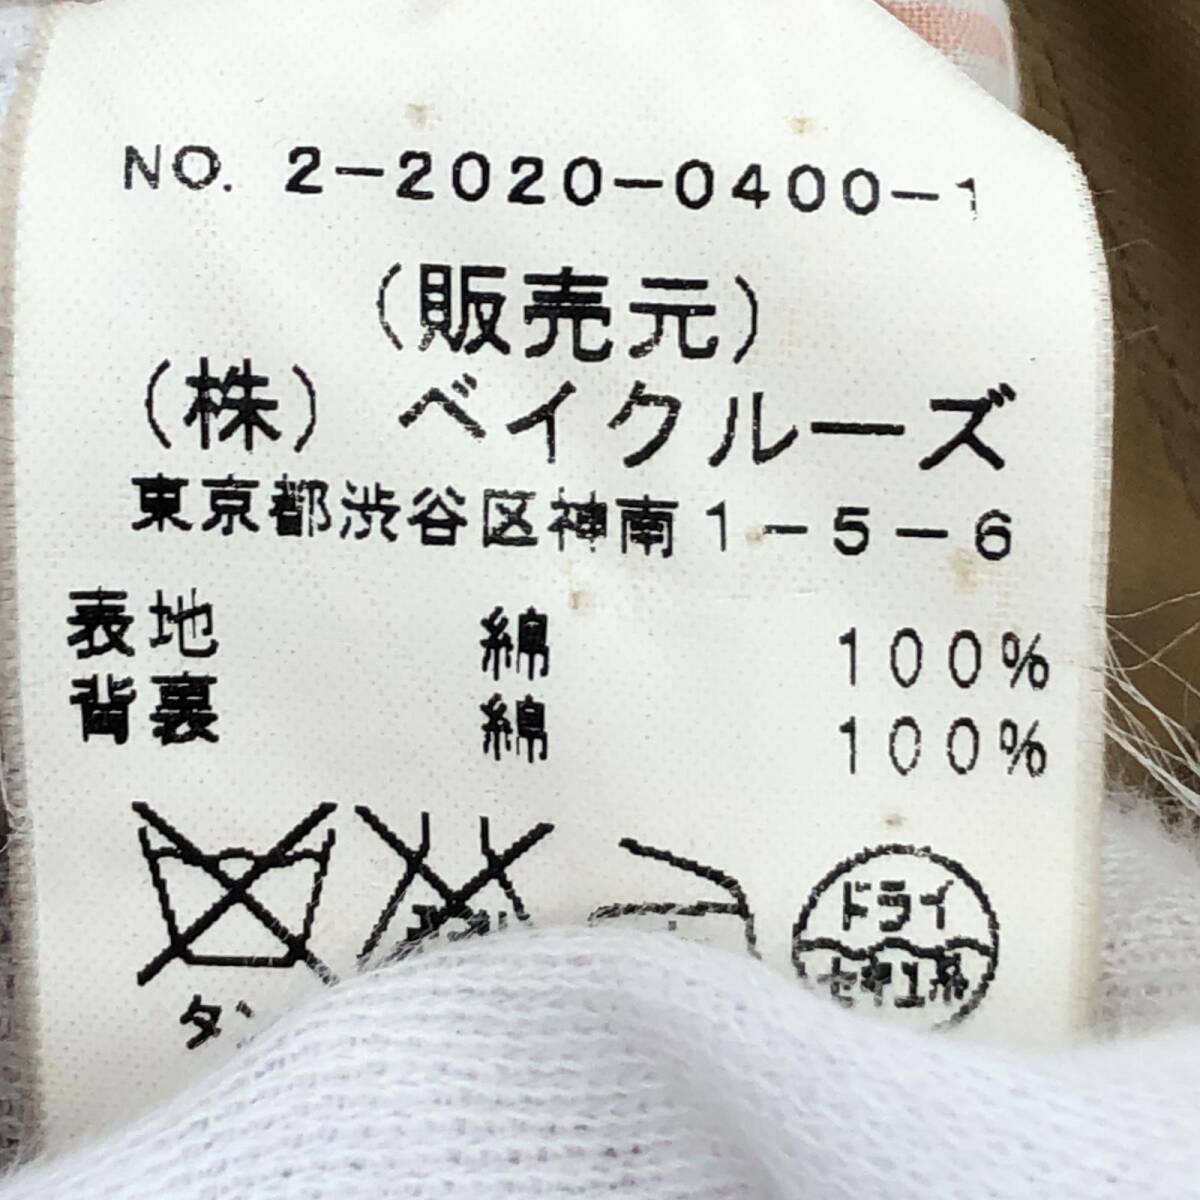 NO. 2-2020-0400-1
(販売元)
(株) ベイクルーズ
東京都渋谷区神南1-5-6
表地 綿 100%
背裏 綿 100%
ドライ